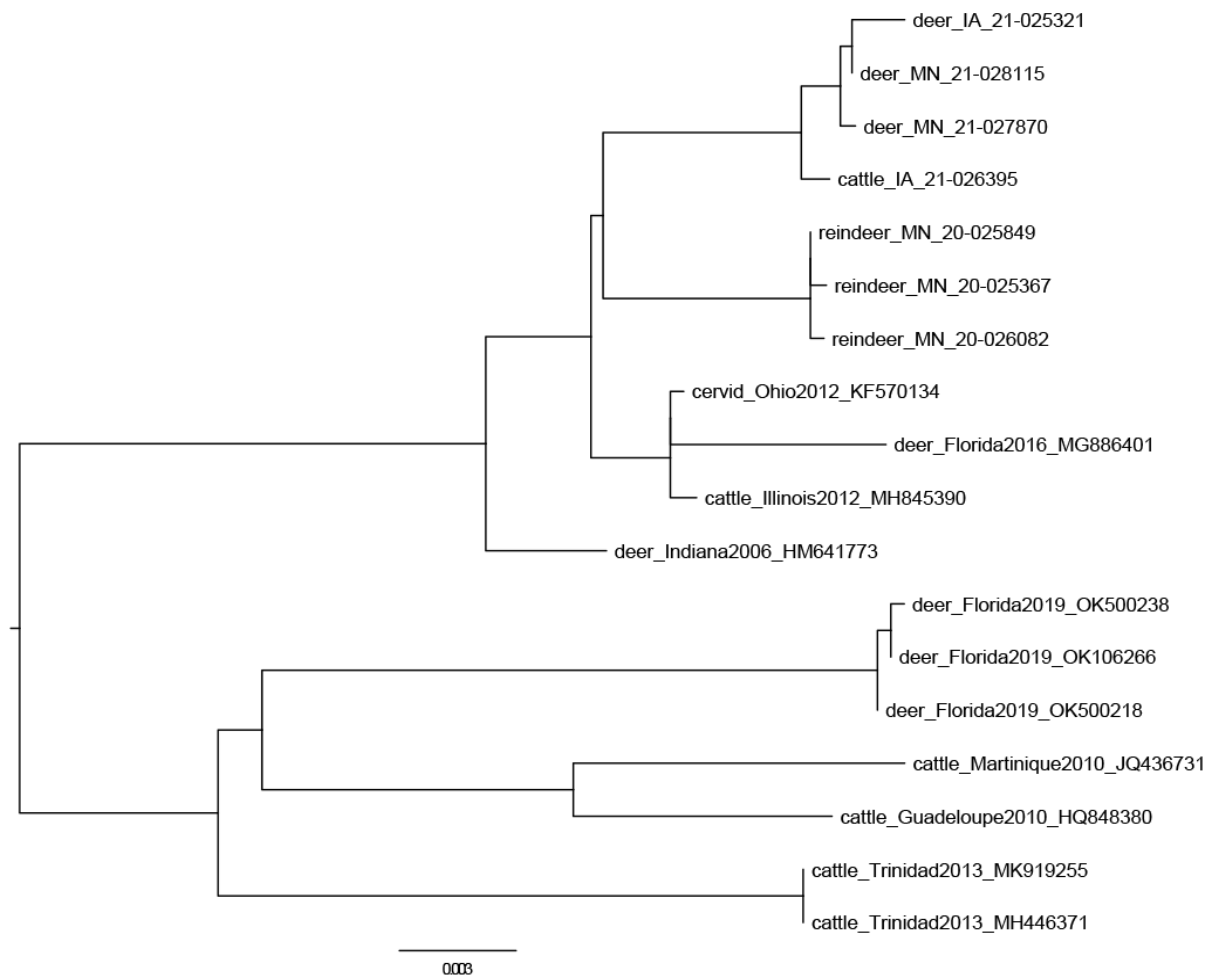 deer_IA_21-025321
deer_MN_21-028115
deer_MN_21-027870
cattle_IA_21-026395
reindeer_MN_20-025849
reindeer_MN_20-025367
reindeer_MN_20-026082
cervid_Ohio2012_KF570134
deer_Florida2016_MG886401
cattle_Illinois2012_MH845390
deer_Indiana2006_HM641773
deer_Florida2019_OK500238
deer_Florida2019_OK106266
deer_Florida2019_OK500218
cattle_Martinique2010_JQ436731
cattle_Guadeloupe2010_HQ848380
cattle_Trinidad2013_MK919255
cattle_Trinidad2013_MH446371
0.003